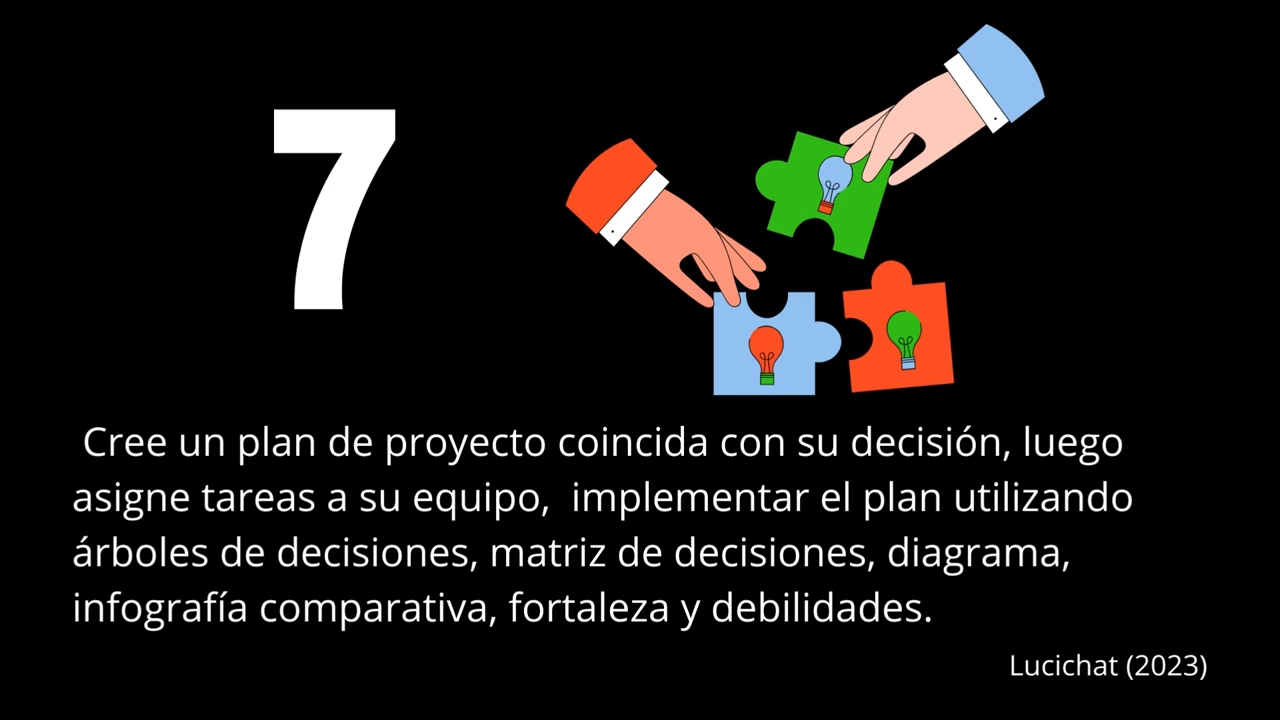 7
Cree un plan de proyecto coincida con su decisión, luego
asigne tareas a su equipo,  implementar el plan utilizando
árboles de decisiones, matriz de decisiones, diagrama,
infografía comparativa, fortaleza y debilidades.
Lucichat (2023)